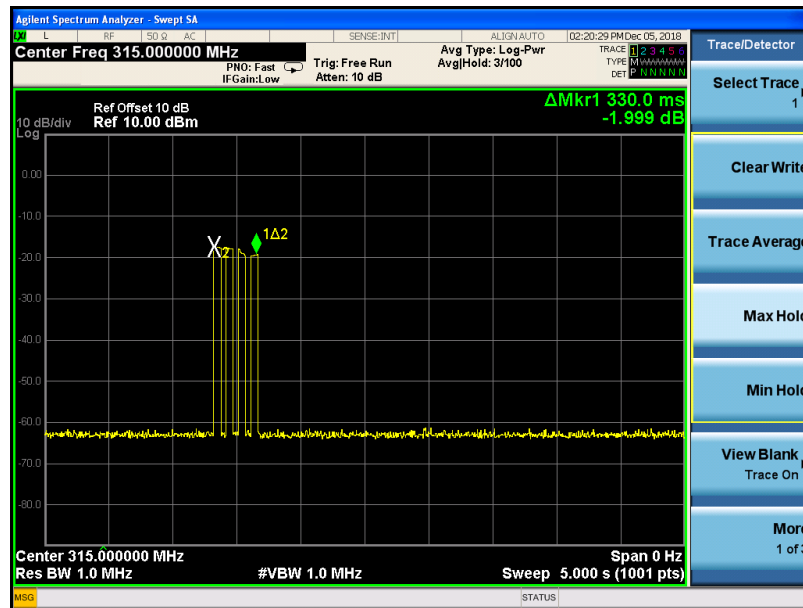 Agilent Spectrum Analyzer - Swept SA
LXI L RF 50 Ω AC SENSE:INT ALIGN AUTO 02:20:29 PM Dec 05, 2018
Center Freq 315.000000 MHz
PNO: Fast
IFGain:Low
Trig: Free Run
Atten: 10 dB
Avg Type: Log-Pwr
Avg|Hold: 3/100
TRACE 1 2 3 4 5 6
TYPE M WWWWW
DET P N N N N N
Trace/Detector
Select Trace
1
Clear Write
Trace Average
Max Hold
Min Hold
View Blank
Trace On
More
1 of 3
ΔMkr1 330.0 ms
-1.999 dB
Ref Offset 10 dB
10 dB/div Ref 10.00 dBm
Log
0.00
-10.0
-20.0
-30.0
-40.0
-50.0
-60.0
-70.0
-80.0
X2
1Δ2
Center 315.000000 MHz Span 0 Hz
Res BW 1.0 MHz #VBW 1.0 MHz Sweep 5.000 s (1001 pts)
MSG STATUS